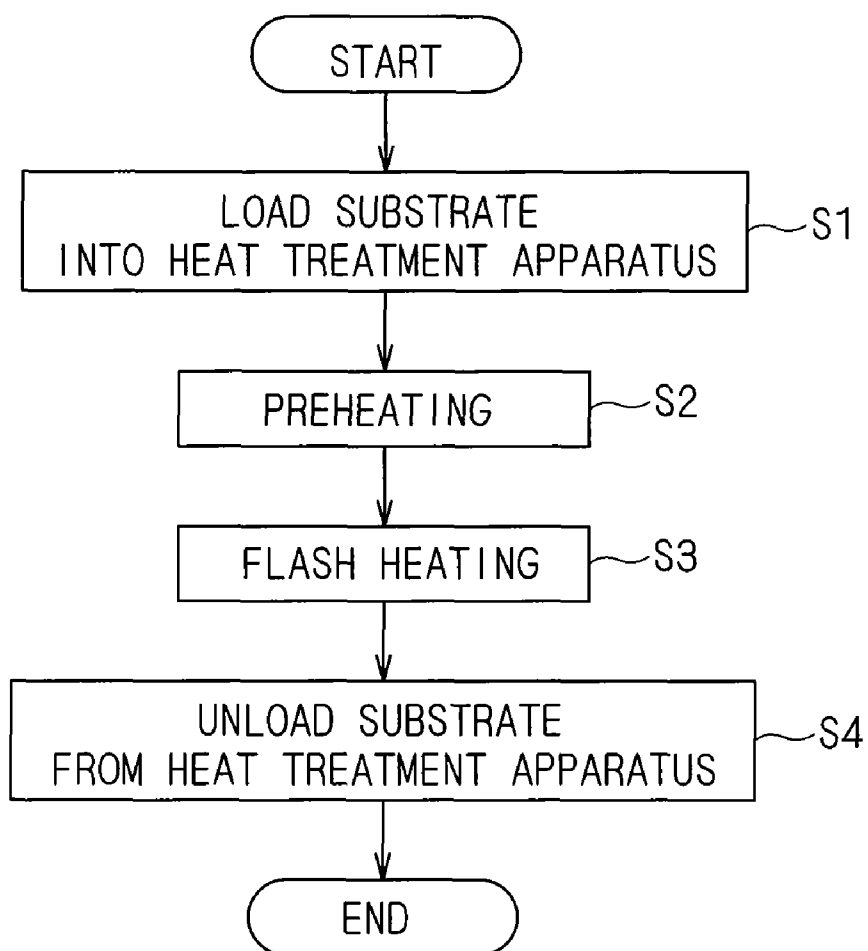 START
LOAD SUBSTRATE
INTO HEAT TREATMENT APPARATUS
S1
PREHEATING
S2
FLASH HEATING
S3
UNLOAD SUBSTRATE
FROM HEAT TREATMENT APPARATUS
S4
END